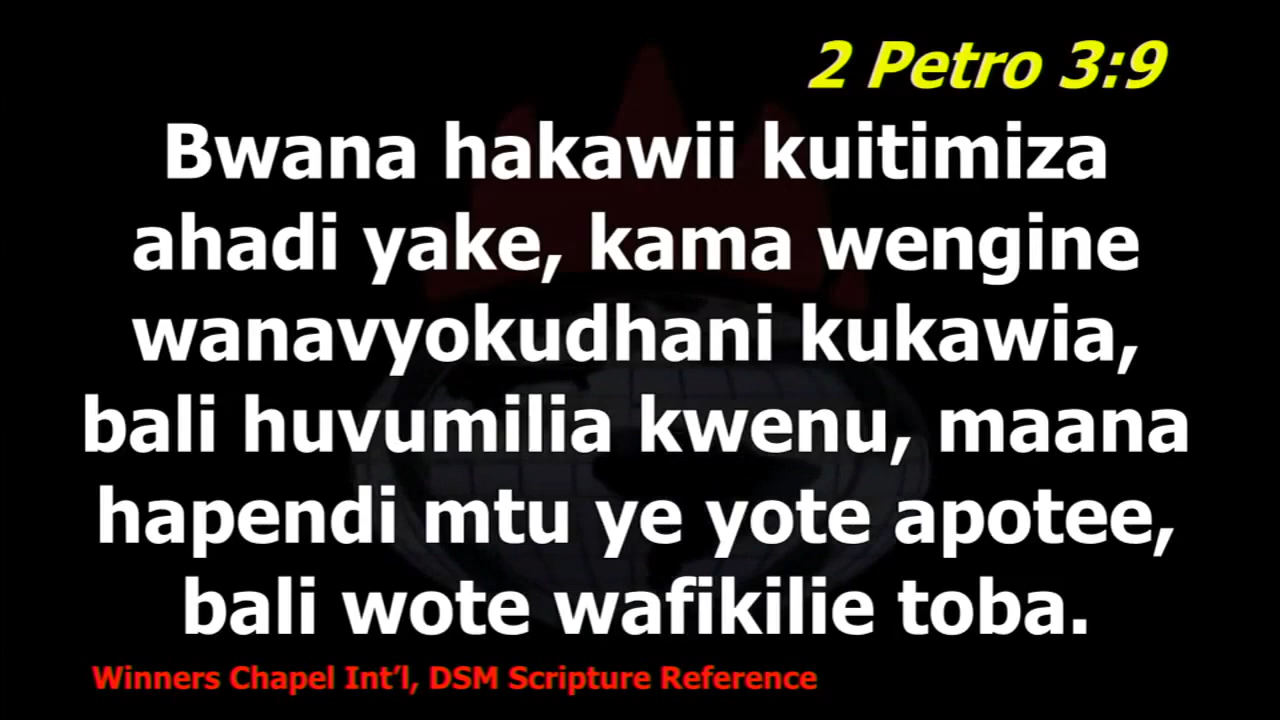 2 Petro 3:9
Bwana hakawii kuitimiza
ahadi yake, kama wengine
wanavyokudhani kukawia,
bali huvumilia kwenu, maana
hapendi mtu ye yote apotee,
bali wote wafikilie toba.
Winners Chapel Int’l, DSM Scripture Reference